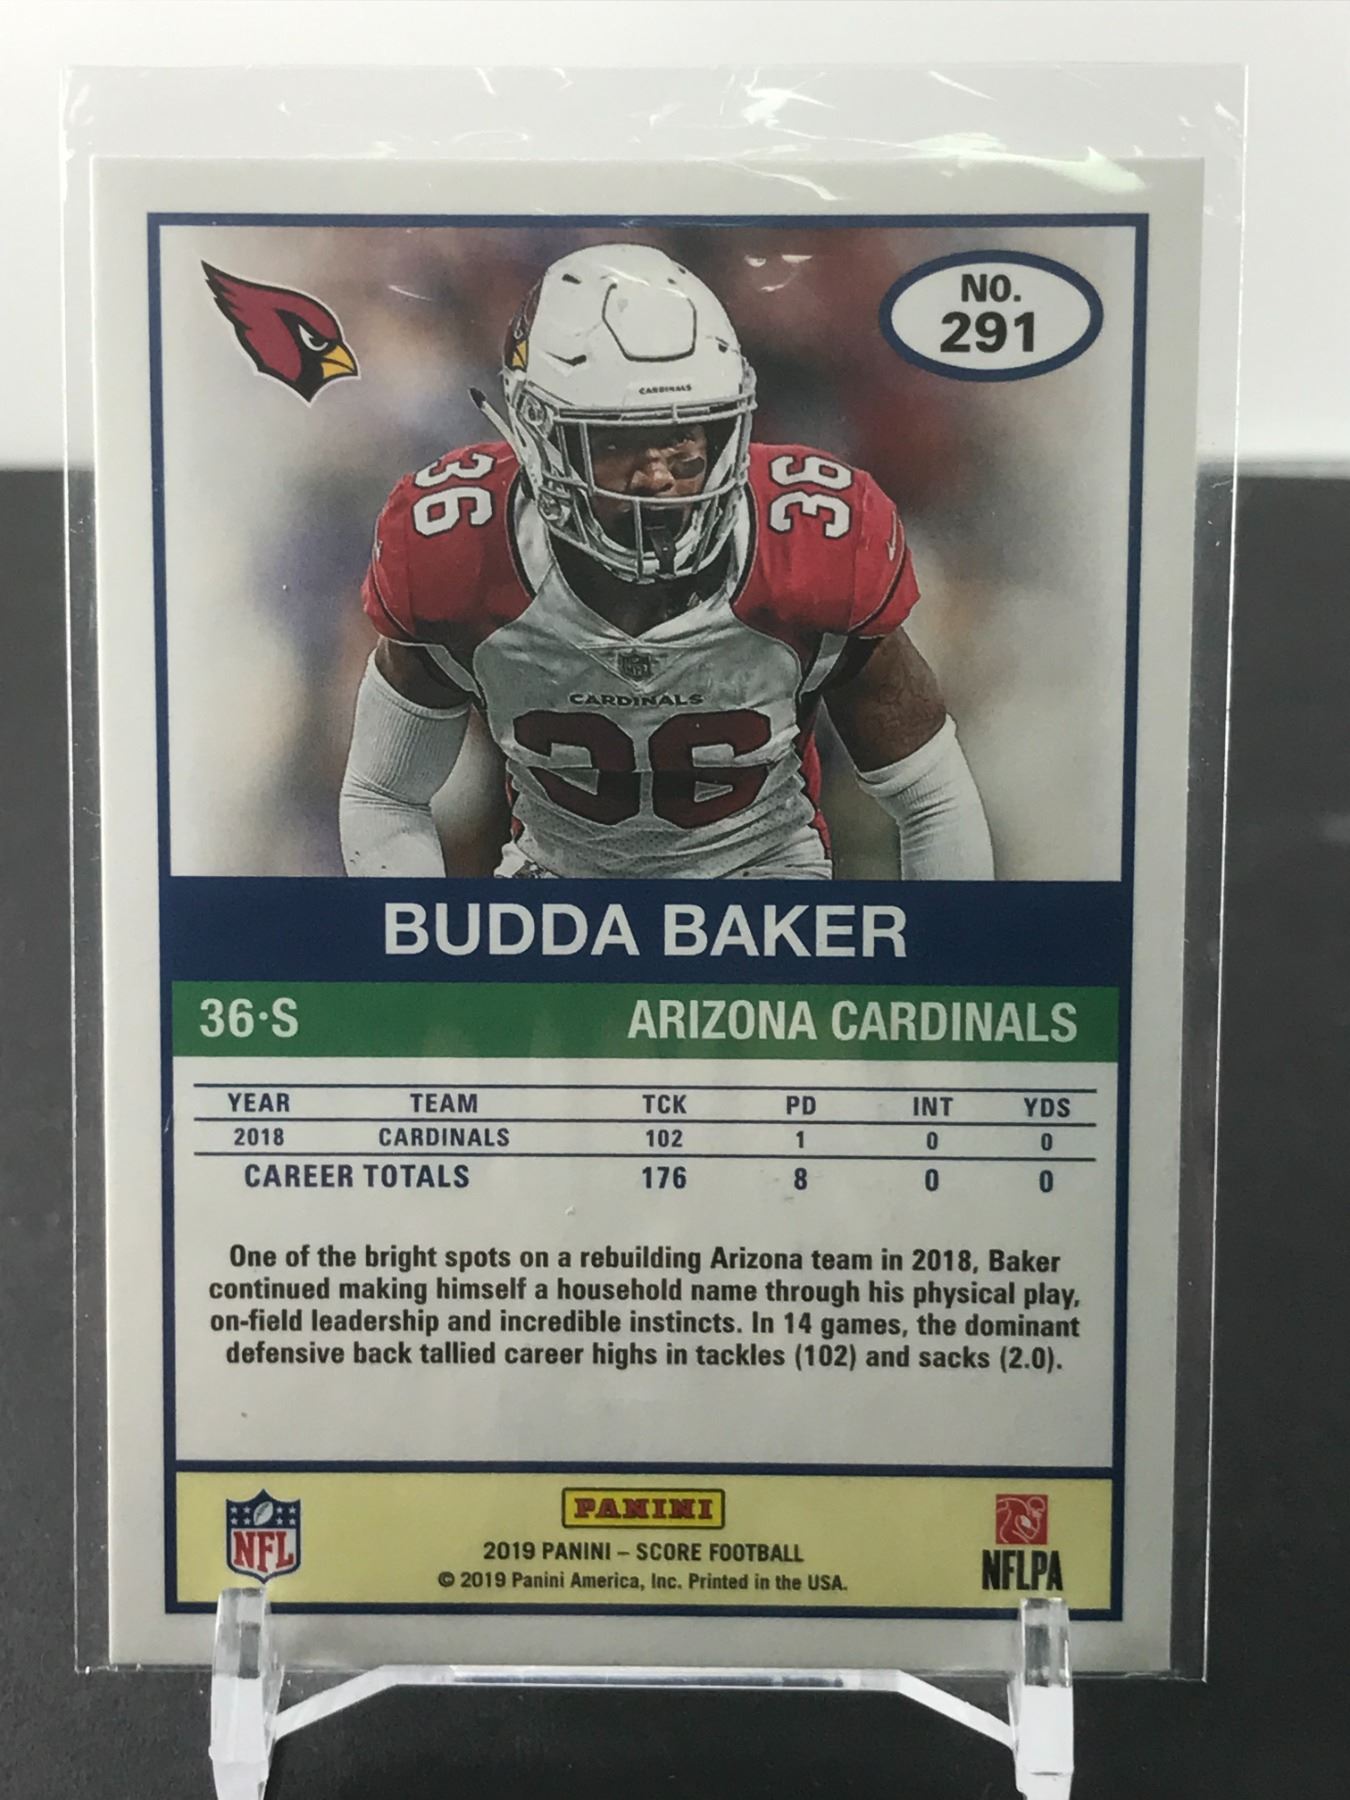 NO.
291
CARDINALS
36
36
CARDINALS
36
BUDDA BAKER
36·S ARIZONA CARDINALS
YEAR TEAM TCK PD INT YDS
2018 CARDINALS 102 1 0 0
CAREER TOTALS 176 8 0 0
One of the bright spots on a rebuilding Arizona team in 2018, Baker
continued making himself a household name through his physical play,
on-field leadership and incredible instincts. In 14 games, the dominant
defensive back tallied career highs in tackles (102) and sacks (2.0).
NFL
PANINI
2019 PANINI – SCORE FOOTBALL
© 2019 Panini America, Inc. Printed in the USA.
NFLPA